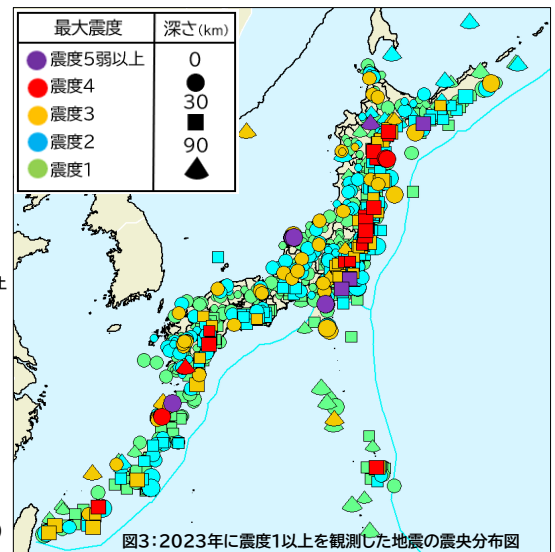 最大震度 深さ(km)
震度5弱以上 0
震度4
震度3 30
震度2
震度1 90
図3:2023年に震度1以上を観測した地震の震央分布図